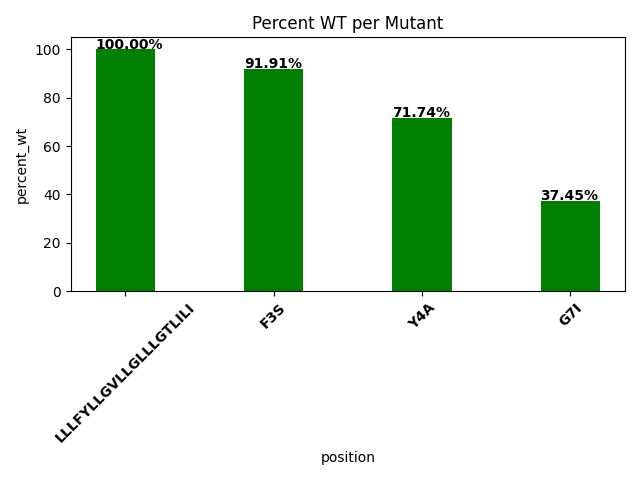 Percent WT per Mutant
percent_wt
100
80
60
40
20
0
100.00%
91.91%
71.74%
37.45%
LLLFYLLGVLLGLLLGTLILI
F3S
Y4A
G7I
position